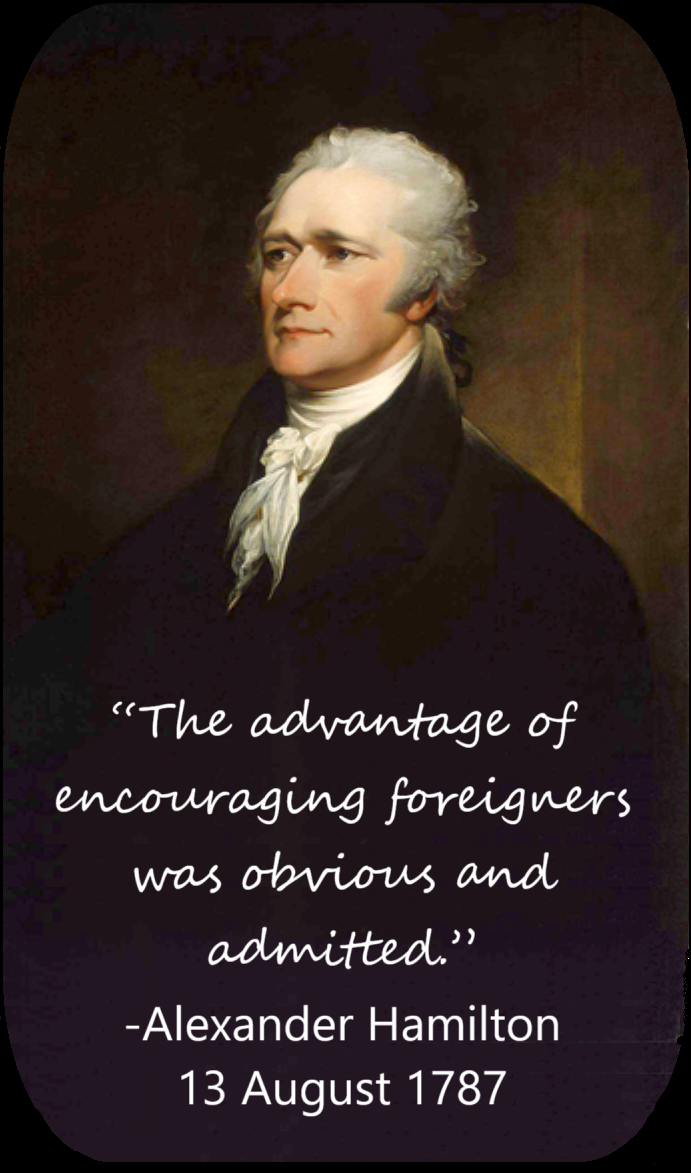 “The advantage of
encouraging foreigners
was obvious and
admitted.”
-Alexander Hamilton
13 August 1787